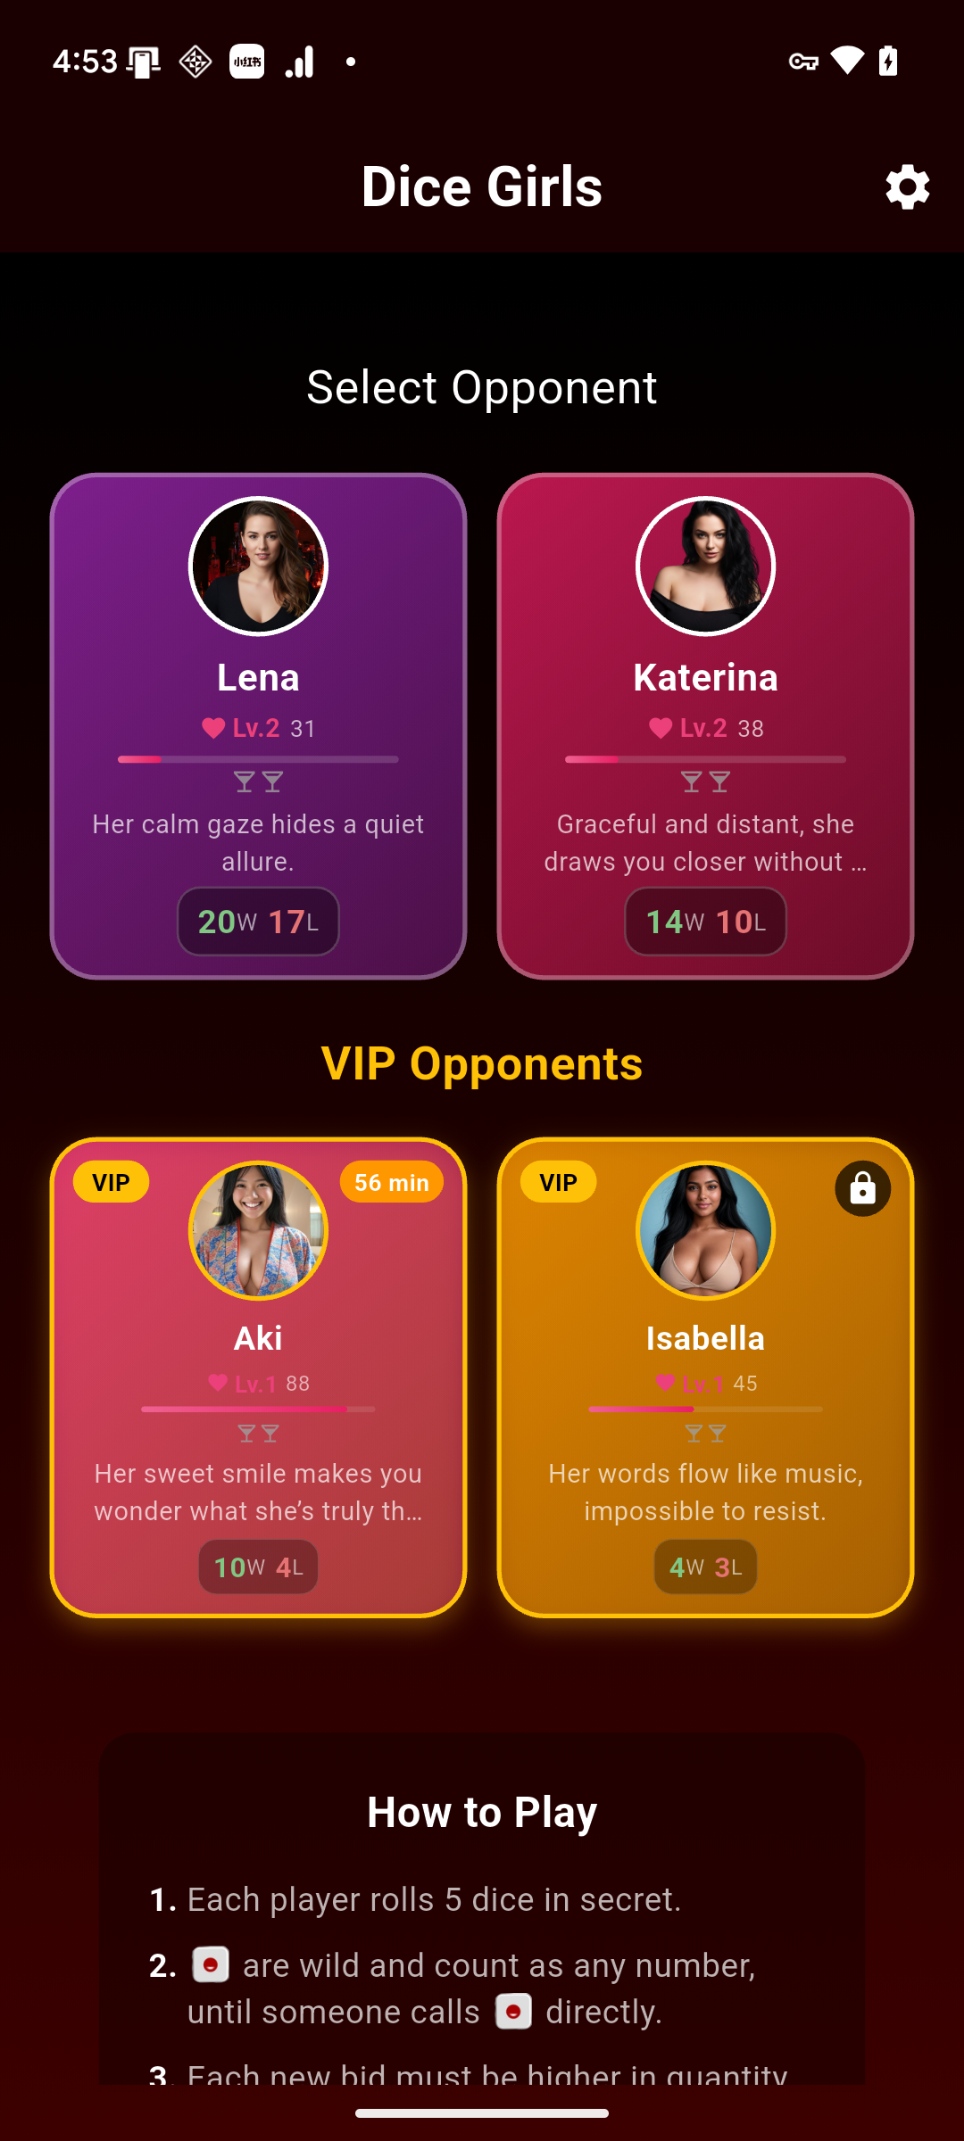 4:53
小红书
Dice Girls
Select Opponent
Lena
Lv.2 31
Her calm gaze hides a quiet
allure.
20W 17L
Katerina
Lv.2 38
Graceful and distant, she
draws you closer without ...
14W 10L
VIP Opponents
VIP
56 min
Aki
Lv.1 88
Her sweet smile makes you
wonder what she’s truly th...
10W 4L
VIP
Isabella
Lv.1 45
Her words flow like music,
impossible to resist.
4W 3L
How to Play
1. Each player rolls 5 dice in secret.
2. are wild and count as any number,
until someone calls directly.
3. Each new bid must be higher in quantity